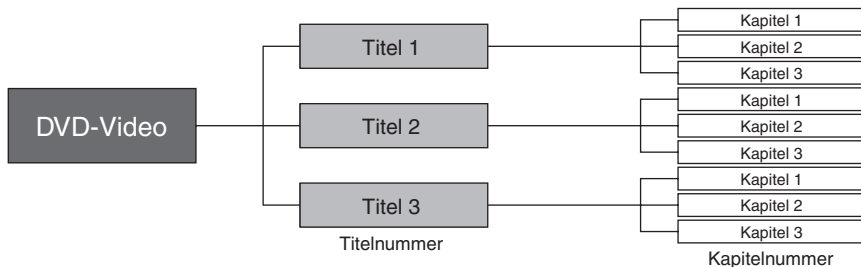 DVD-Video
Titel 1
Kapitel 1
Kapitel 2
Kapitel 3
Titel 2
Kapitel 1
Kapitel 2
Kapitel 3
Titel 3
Kapitel 1
Kapitel 2
Kapitel 3
Titelnummer
Kapitelnummer